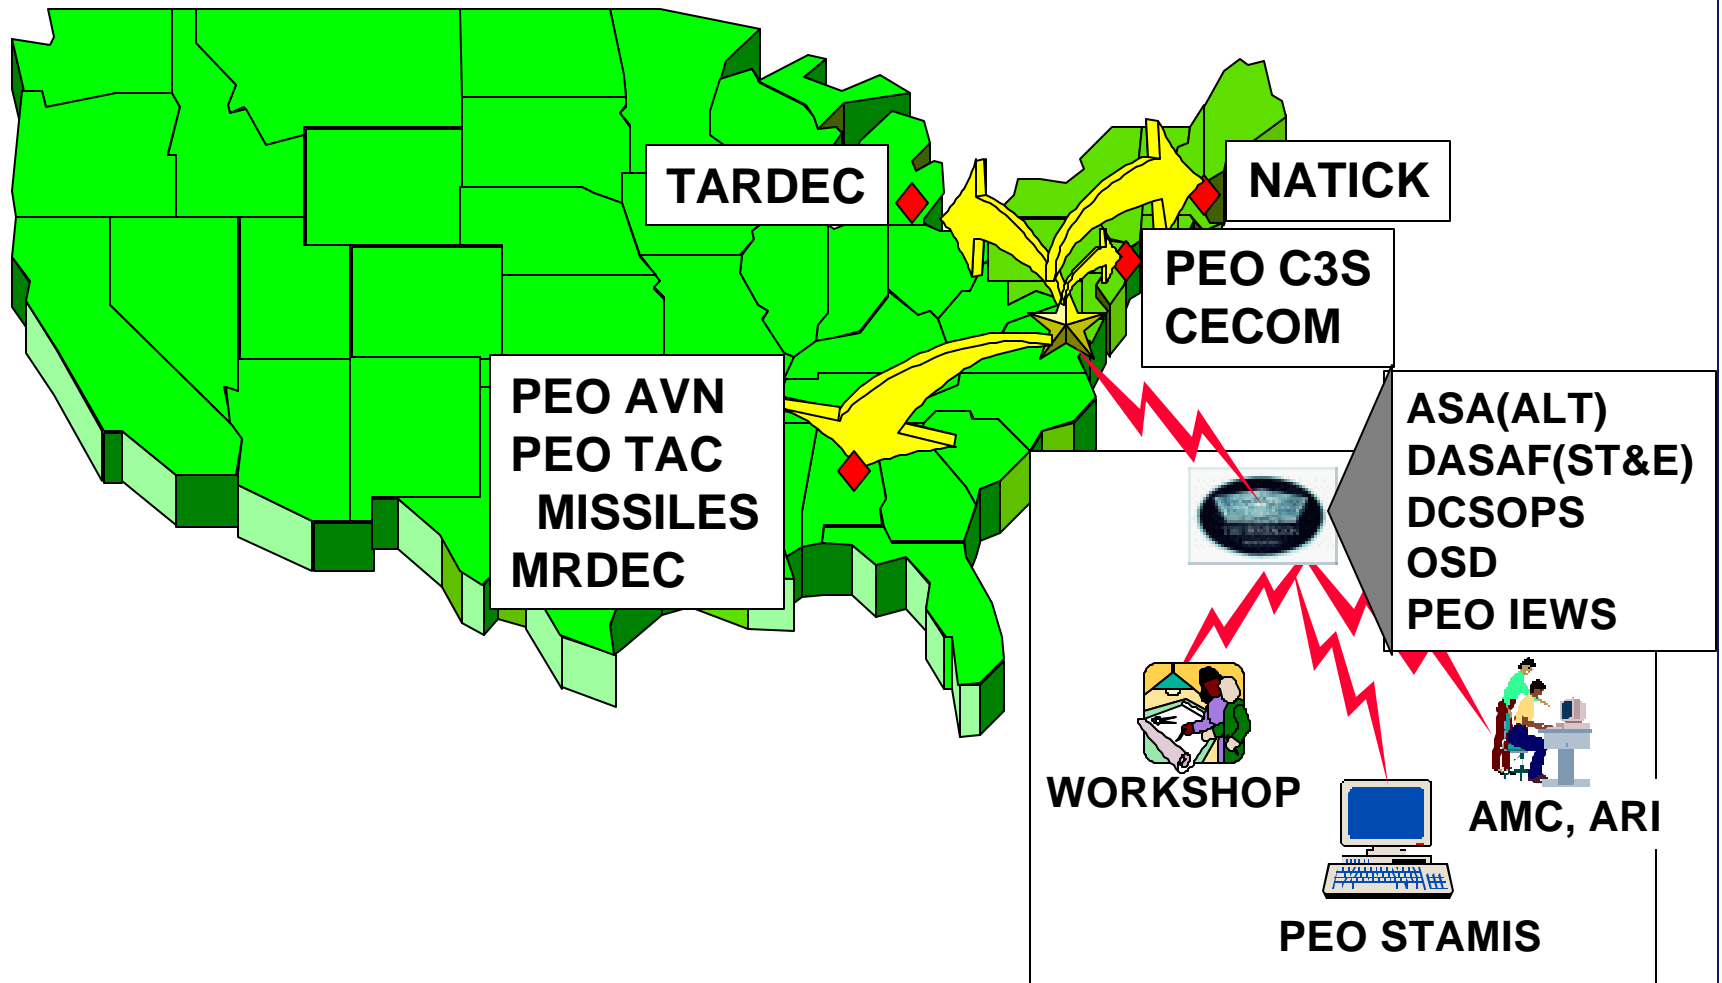 TARDEC
NATICK
PEO C3S
CECOM
PEO AVN
PEO TAC
MISSILES
MRDEC
ASA(ALT)
DASAF(ST&E)
DCSOPS
OSD
PEO IEWS
WORKSHOP
AMC, ARI
PEO STAMIS